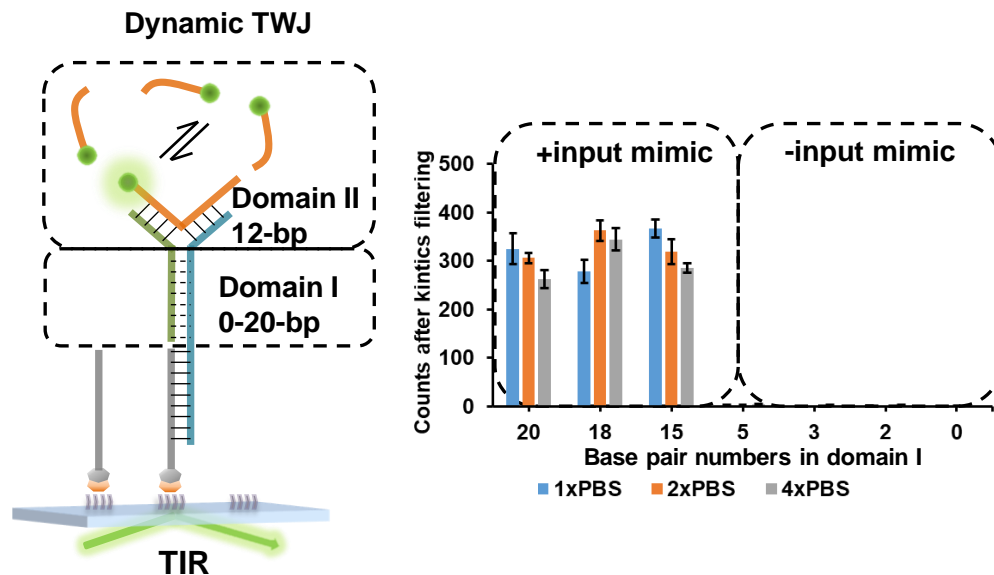 Dynamic TWJ
Domain II
12-bp
Domain I
0-20-bp
TIR
+input mimic
-input mimic
Counts after kintics filtering
500
400
300
200
100
0
20 18 15 5 3 2 0
Base pair numbers in domain I
1xPBS 2xPBS 4xPBS